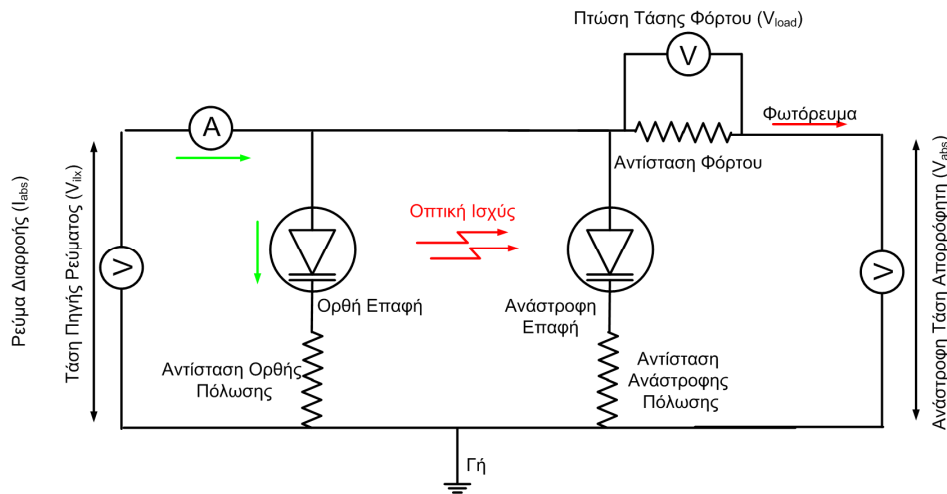 Πτώση Τάσης Φόρτου (Vload)
V
A
Φωτόρευμα
Αντίσταση Φόρτου
Ρεύμα Διαρροής (Iabs)
Τάση Πηγής Ρεύματος (Vilx)
V
Οπτική Ισχύς
V
Ανάστροφη Τάση Απορρόφητη (Vabs)
Ορθή Επαφή
Ανάστροφη
Επαφή
Αντίσταση Ορθής
Πόλωσης
Αντίσταση
Ανάστροφης
Πόλωσης
Γή